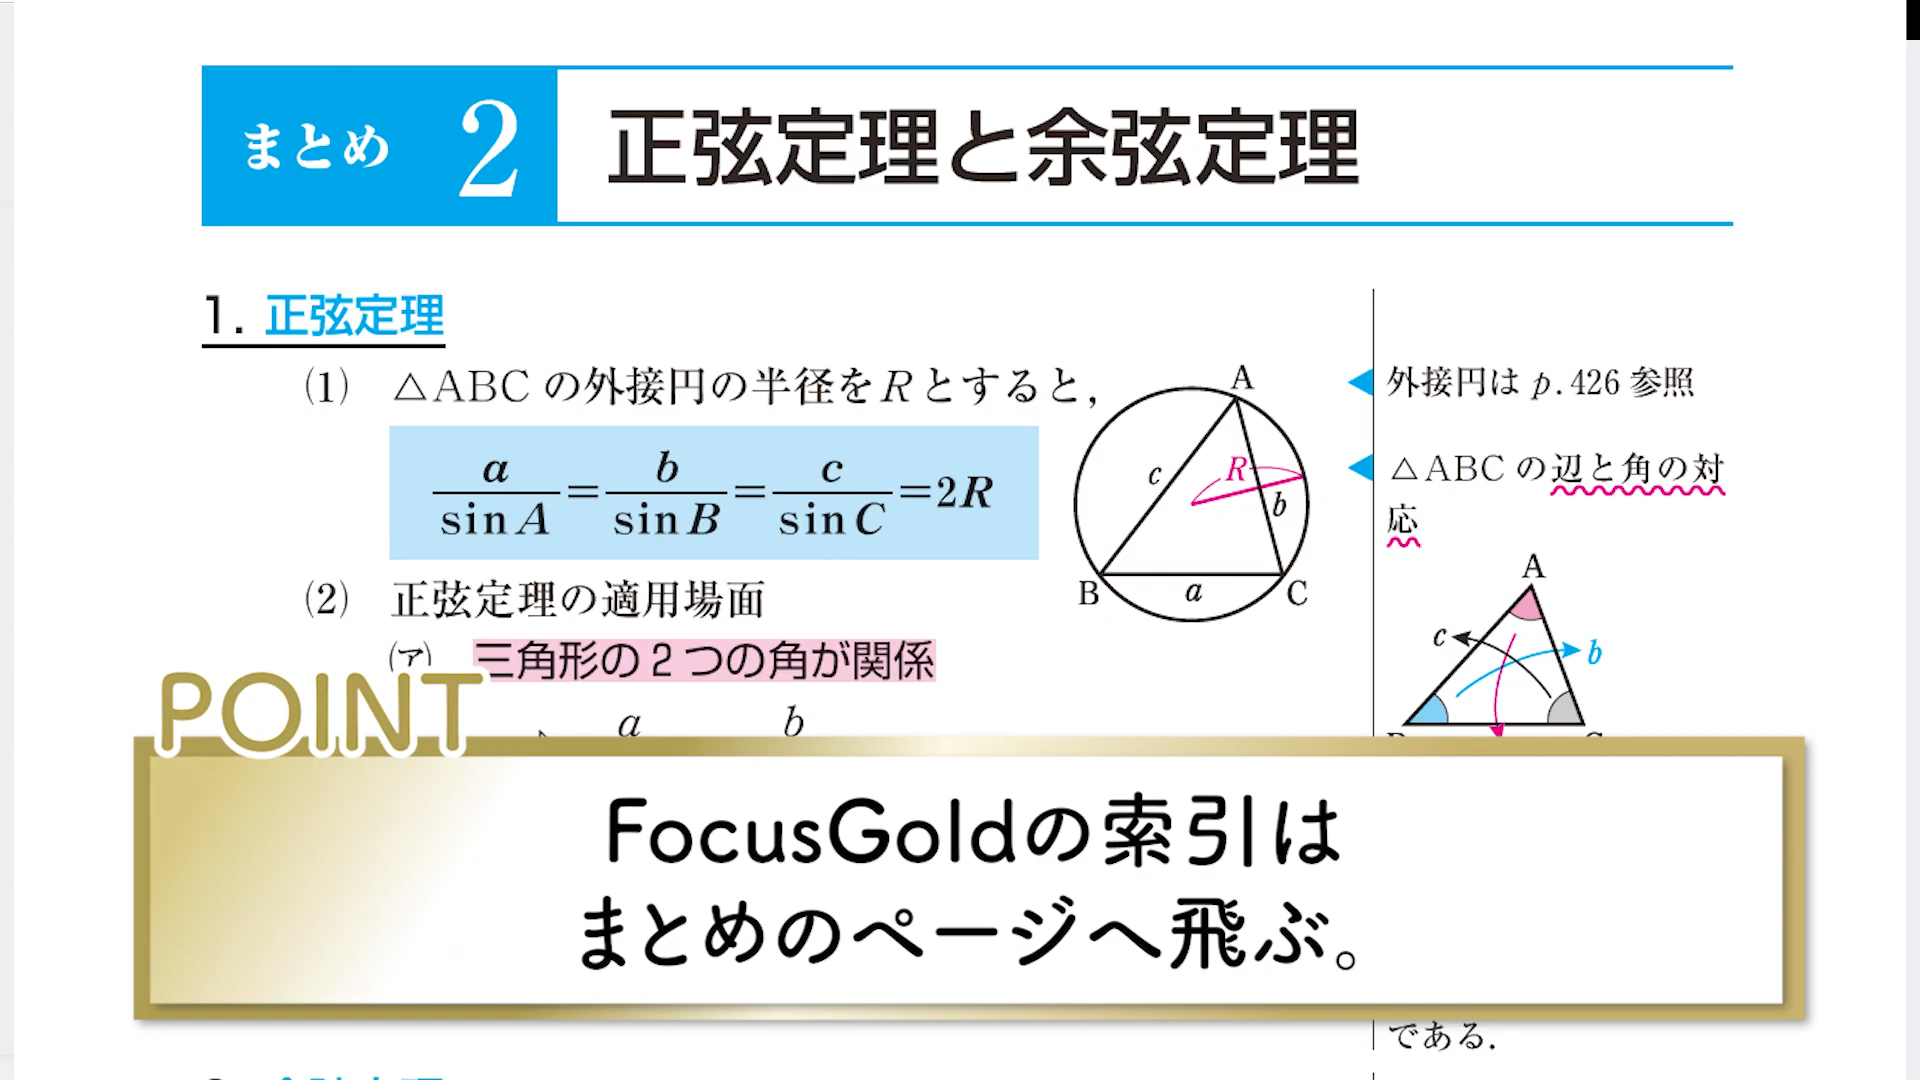 まとめ 2 正弦定理と余弦定理
1. 正弦定理
(1) △ABC の外接円の半径を R とすると,
a/sin A = b/sin B = c/sin C = 2R
A
c
R
b
B
a
C
(2) 正弦定理の適用場面
(ア) 三角形の2つの角が関係
a b
外接円は p.426 参照
△ABC の辺と角の対
応
A
c
b
POINT
FocusGoldの索引は
まとめのページへ飛ぶ。
である.